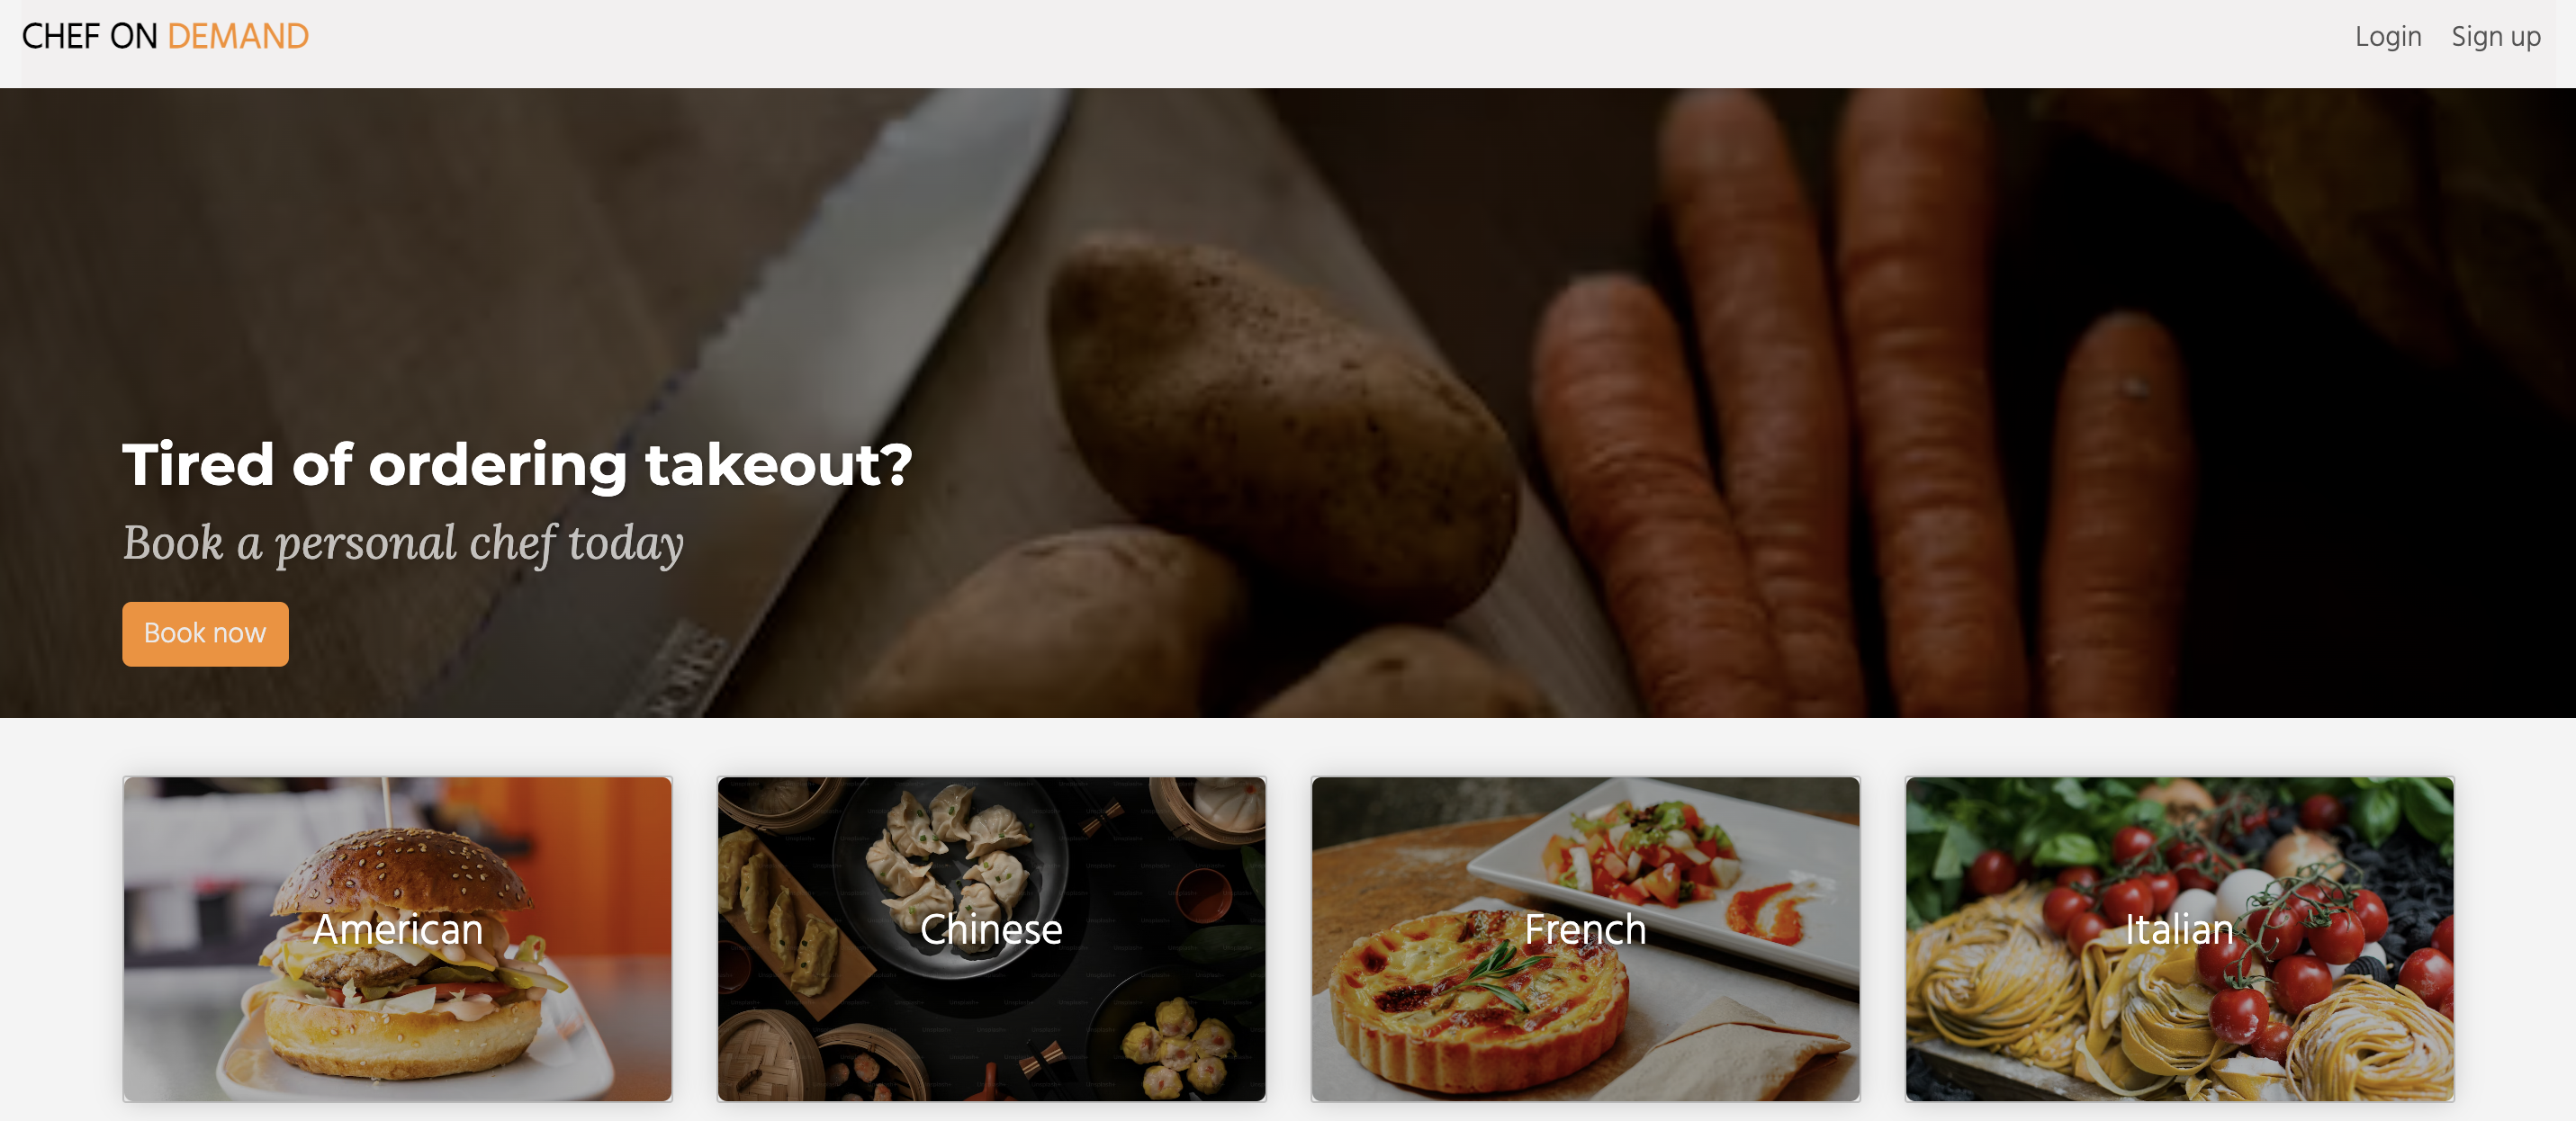 CHEF ON DEMAND
Login
Sign up
Tired of ordering takeout?
Book a personal chef today
Book now
American
Chinese
French
Italian